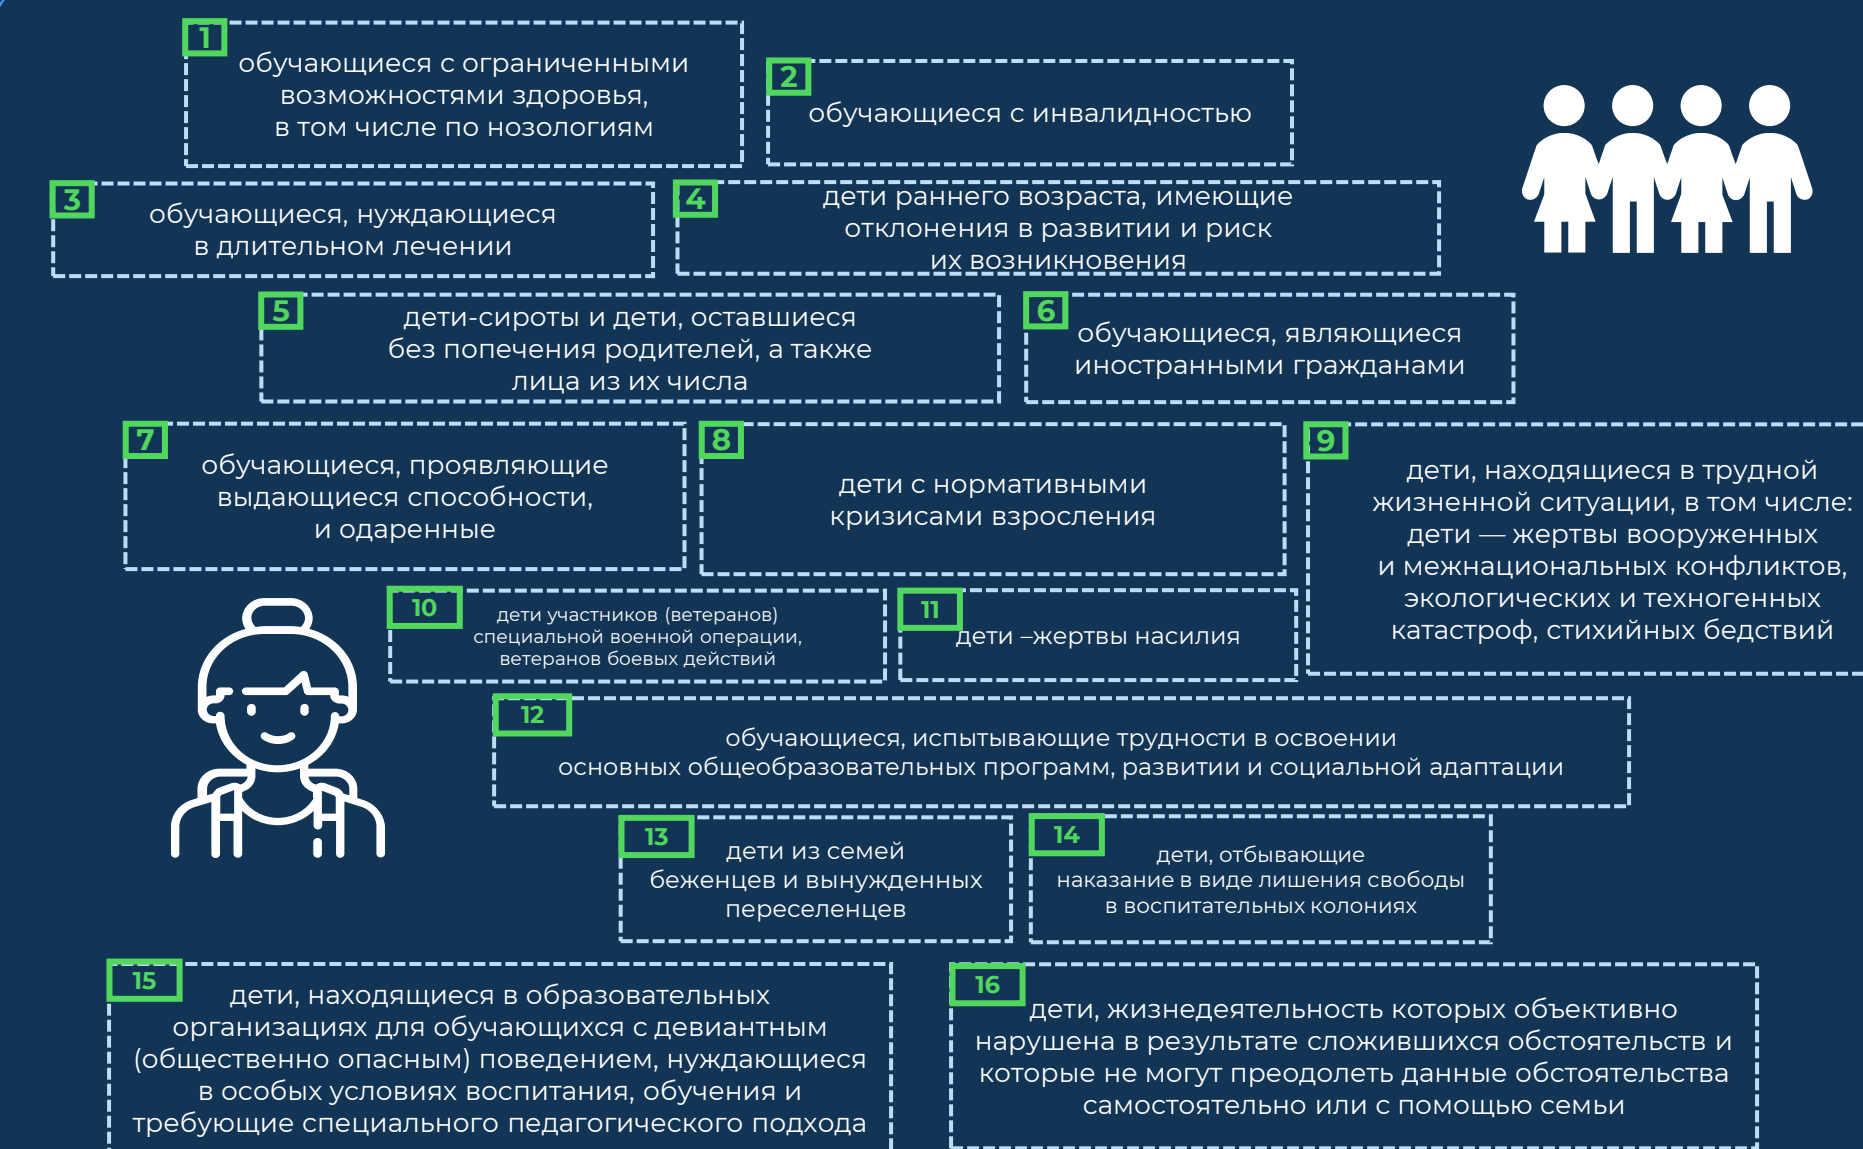 1
обучающиеся с ограниченными
возможностями здоровья,
в том числе по нозологиям
2
обучающиеся с инвалидностью
3
обучающиеся, нуждающиеся
в длительном лечении
4
дети раннего возраста, имеющие
отклонения в развитии и риск
их возникновения
5
дети-сироты и дети, оставшиеся
без попечения родителей, а также
лица из их числа
6
обучающиеся, являющиеся
иностранными гражданами
7
обучающиеся, проявляющие
выдающиеся способности,
и одаренные
8
дети с нормативными
кризисами взросления
9
дети, находящиеся в трудной
жизненной ситуации, в том числе:
дети — жертвы вооруженных
и межнациональных конфликтов,
экологических и техногенных
катастроф, стихийных бедствий
10
дети участников (ветеранов)
специальной военной операции,
ветеранов боевых действий
11
дети –жертвы насилия
12
обучающиеся, испытывающие трудности в освоении
основных общеобразовательных программ, развитии и социальной адаптации
13
дети из семей
беженцев и вынужденных
переселенцев
14
дети, отбывающие
наказание в виде лишения свободы
в воспитательных колониях
15
дети, находящиеся в образовательных
организациях для обучающихся с девиантным
(общественно опасным) поведением, нуждающиеся
в особых условиях воспитания, обучения и
требующие специального педагогического подхода
16
дети, жизнедеятельность которых объективно
нарушена в результате сложившихся обстоятельств и
которые не могут преодолеть данные обстоятельства
самостоятельно или с помощью семьи